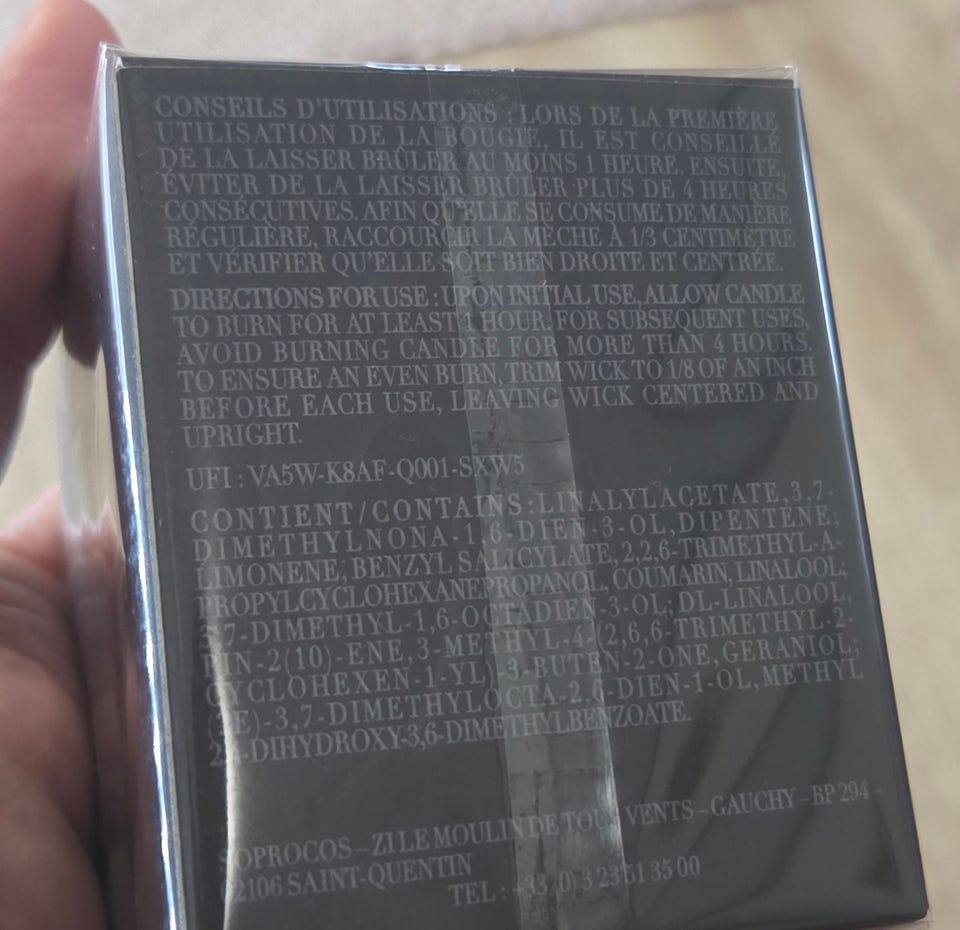 CONSEILS D'UTILISATIONS : LORS DE LA PREMIÈRE
UTILISATION DE LA BOUGIE, IL EST CONSEILLÉ
DE LA LAISSER BRÛLER AU MOINS 1 HEURE. ENSUITE,
ÉVITER DE LA LAISSER BRÛLER PLUS DE 4 HEURES
CONSÉCUTIVES. AFIN QU'ELLE SE CONSUME DE MANIÈRE
RÉGULIÈRE, RACCOURCIR LA MÈCHE À 1/3 CENTIMÈTRE
ET VÉRIFIER QU'ELLE SOIT BIEN DROITE ET CENTRÉE.
DIRECTIONS FOR USE : UPON INITIAL USE, ALLOW CANDLE
TO BURN FOR AT LEAST 1 HOUR. FOR SUBSEQUENT USES,
AVOID BURNING CANDLE FOR MORE THAN 4 HOURS.
TO ENSURE AN EVEN BURN, TRIM WICK TO 1/8 OF AN INCH
BEFORE EACH USE, LEAVING WICK CENTERED AND
UPRIGHT.
UFI : VA5W-K8AF-Q001-SXW5
CONTIENT/CONTAINS : LINALYL ACETATE, 3,7-
DIMETHYLNONA-1,6-DIEN-3-OL, DIPENTENE;
LIMONENE, BENZYL SALICYLATE, 2,2,6-TRIMETHYL-A-
PROPYLCYCLOHEXANEPROPANOL, COUMARIN, LINALOOL;
3,7-DIMETHYL-1,6-OCTADIEN-3-OL; DL-LINALOOL,
PIN-2(10)-ENE, 3-METHYL-4-(2,6,6-TRIMETHYL-2-
CYCLOHEXEN-1-YL)-3-BUTEN-2-ONE, GERANIOL,
(2E)-3,7-DIMETHYLOCTA-2,6-DIEN-1-OL, METHYL
2,4-DIHYDROXY-3,6-DIMETHYLBENZOATE.
SOPROCOS – ZI LE MOULIN DE TOUS VENTS – GAUCHY – BP 294 –
02106 SAINT-QUENTIN
TEL : +33 (0) 3 23 51 35 00